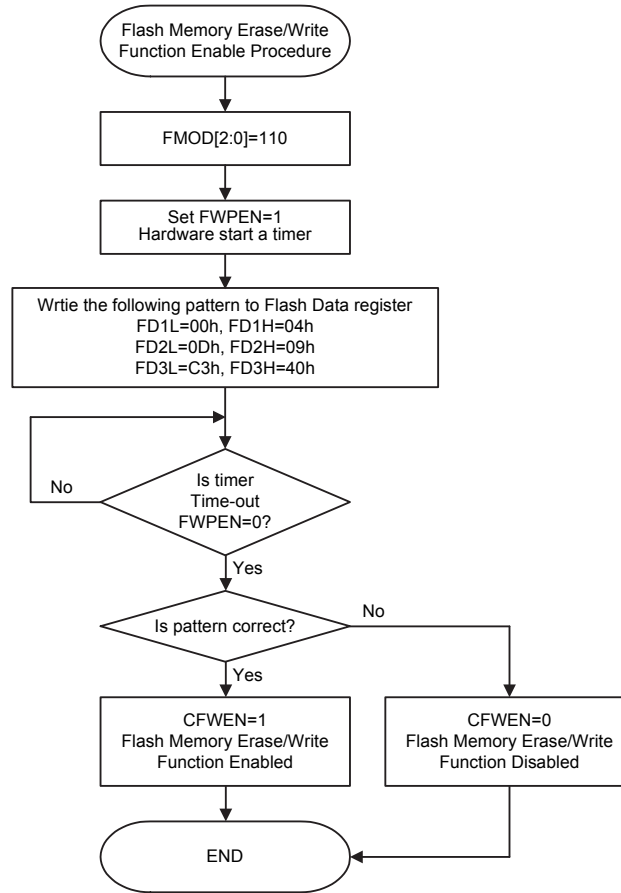 Flash Memory Erase/Write
Function Enable Procedure
FMOD[2:0]=110
Set FWPEN=1
Hardware start a timer
Wrtie the following pattern to Flash Data register
FD1L=00h, FD1H=04h
FD2L=0Dh, FD2H=09h
FD3L=C3h, FD3H=40h
Is timer
Time-out
FWPEN=0?
No
Yes
Is pattern correct?
No
Yes
CFWEN=1
Flash Memory Erase/Write
Function Enabled
CFWEN=0
Flash Memory Erase/Write
Function Disabled
END